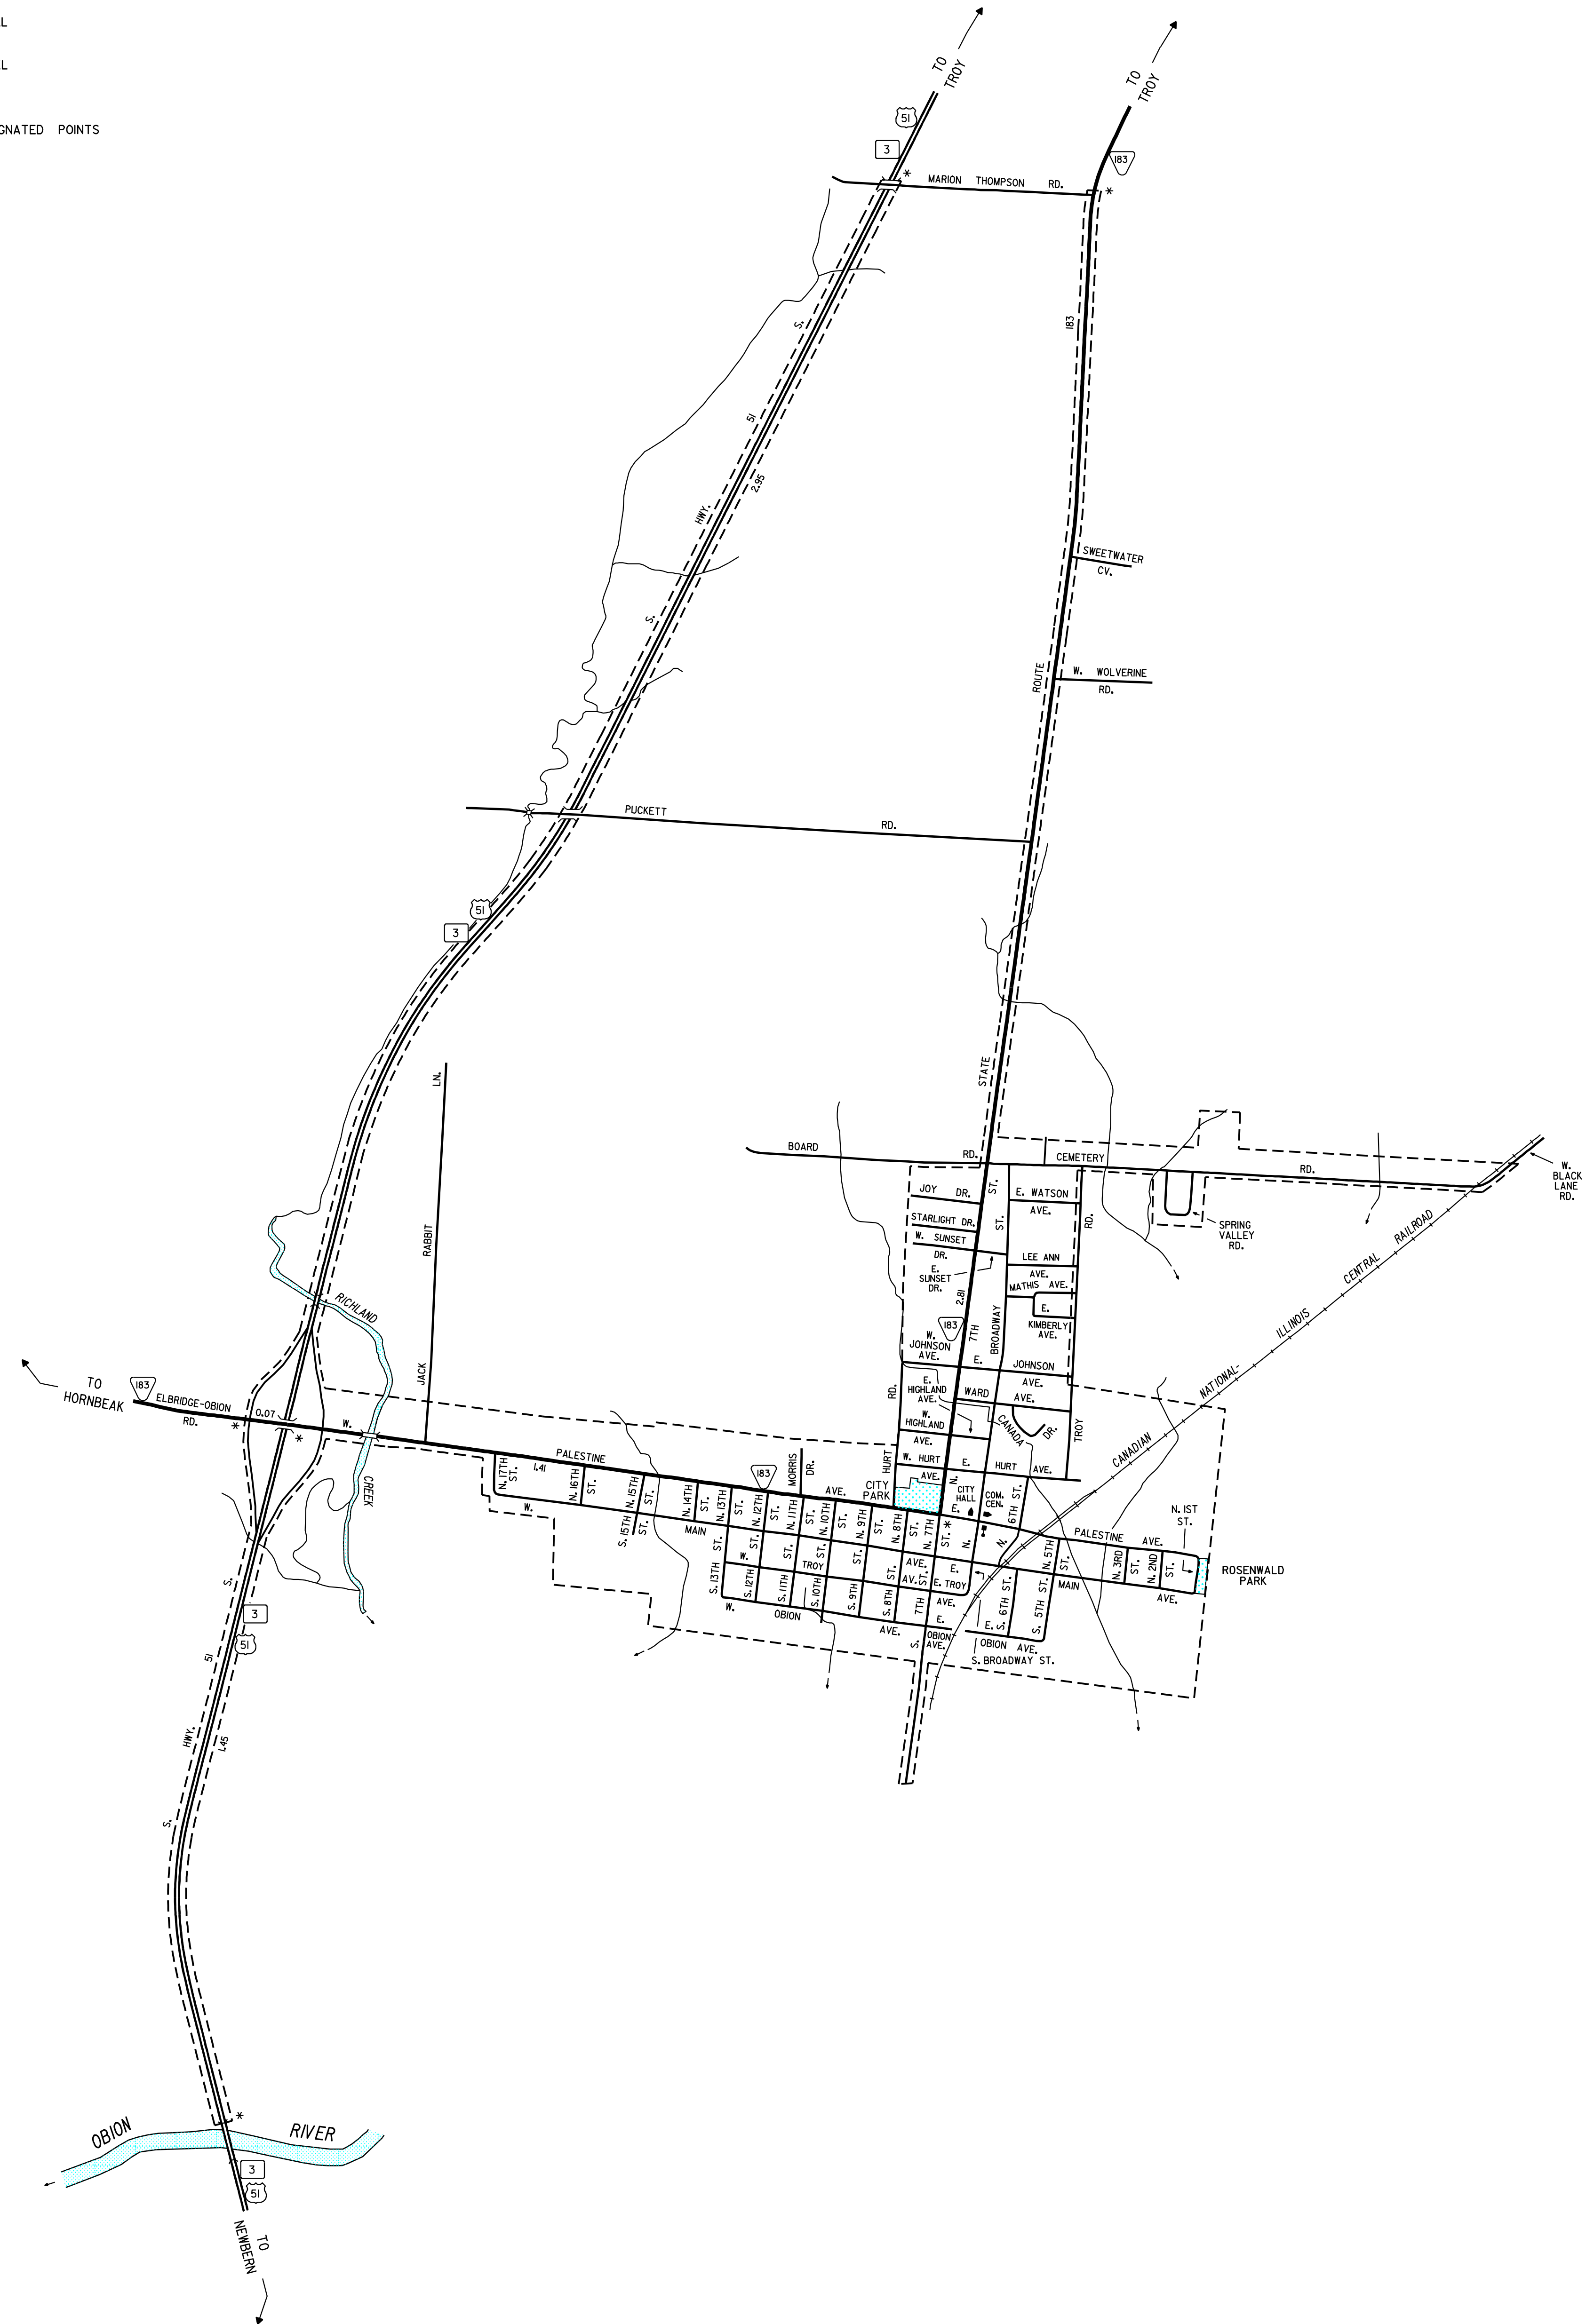 L
L
GNATED POINTS
TO
TROY
TO
TROY
51
3
*
MARION THOMPSON RD.
183
*
S.
183
51
2.95
HWY.
SWEETWATER
CV.
S.
W. WOLVERINE
RD.
ROUTE
PUCKETT RD.
51
3
STATE
LN.
RABBIT
JACK
BOARD RD.
CEMETERY RD.
W.
BLACK
LANE
RD.
JOY DR.
ST.
E. WATSON
AVE.
STARLIGHT DR.
ST.
RD.
SPRING
VALLEY
RD.
W. SUNSET
DR.
E.
SUNSET
DR.
LEE ANN
AVE.
MATHIS AVE.
2.81
E.
KIMBERLY
AVE.
183
7TH
BROADWAY
W.
JOHNSON
AVE.
E. JOHNSON
AVE.
CANADIAN NATIONAL- ILLINOIS CENTRAL RAILROAD
RICHLAND
CREEK
TO
HORNBEAK
183
ELBRIDGE-OBION
RD.
0.07
*
*
W. PALESTINE AVE.
1.41
183
RD.
HURT
E.
HIGHLAND
AVE.
WARD AVE.
W.
HIGHLAND
AVE.
CANADA DR.
TROY
W. HURT
AVE.
E. HURT AVE.
MORRIS DR.
CITY
PARK
N.
CITY
HALL
COM.
CEN.
N. 6TH ST.
E. PALESTINE AVE.
N. 17TH ST.
N. 16TH ST.
N. 15TH ST.
N. 14TH ST.
N. 13TH ST.
N. 12TH ST.
N. 11TH ST.
N. 10TH ST.
N. 9TH ST.
N. 8TH ST.
N. 7TH ST.
*
N.
N. 5TH ST.
N. 3RD ST.
N. 2ND ST.
N. 1ST
ST.
W. MAIN AVE.
E. MAIN AVE.
ROSENWALD
PARK
S. 15TH ST.
S. 13TH ST.
S. 12TH ST.
S. 11TH ST.
S. 10TH ST.
S. 9TH ST.
S. 8TH ST.
S. 7TH ST.
S. 6TH ST.
S. 5TH ST.
W. TROY AV.
E. TROY AVE.
W. OBION AVE.
E.
OBION
AVE.
E. OBION AVE.
S. BROADWAY ST.
S.
3
51
51
HWY.
1.45
S.
*
OBION RIVER
3
51
TO
NEWBERN